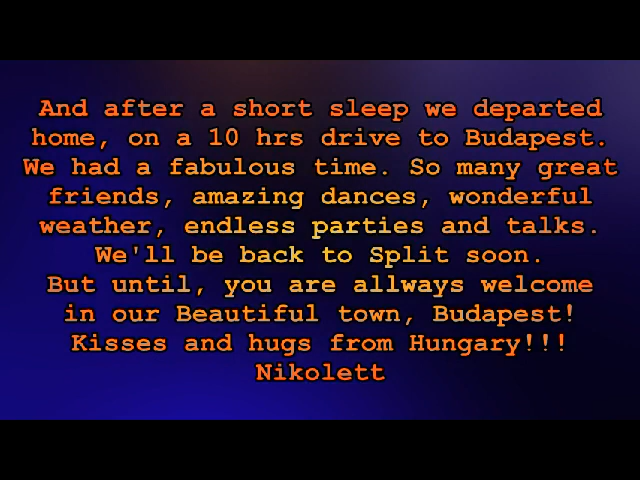 And after a short sleep we departed
home, on a 10 hrs drive to Budapest.
We had a fabulous time. So many great
friends, amazing dances, wonderful
weather, endless parties and talks.
We'll be back to Split soon.
But until, you are allways welcome
in our Beautiful town, Budapest!
Kisses and hugs from Hungary!!!
Nikolett